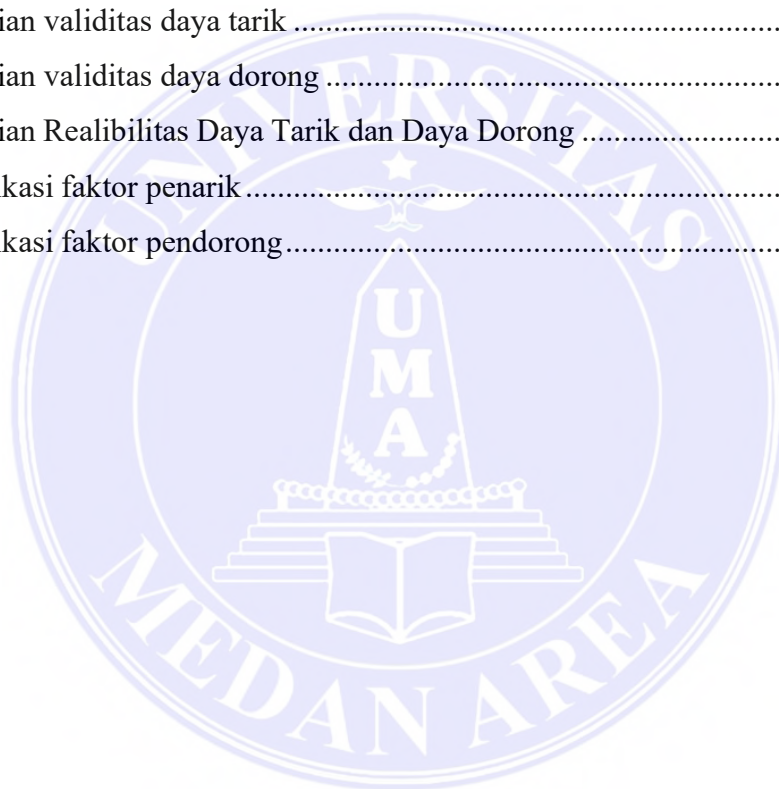 ian validitas daya tarik ....................................................................
ian validitas daya dorong ................................................................
ian Realibilitas Daya Tarik dan Daya Dorong ................................
kasi faktor penarik ..........................................................................
kasi faktor pendorong .....................................................................
UNIVERSITAS
U
M
A
MEDAN AREA